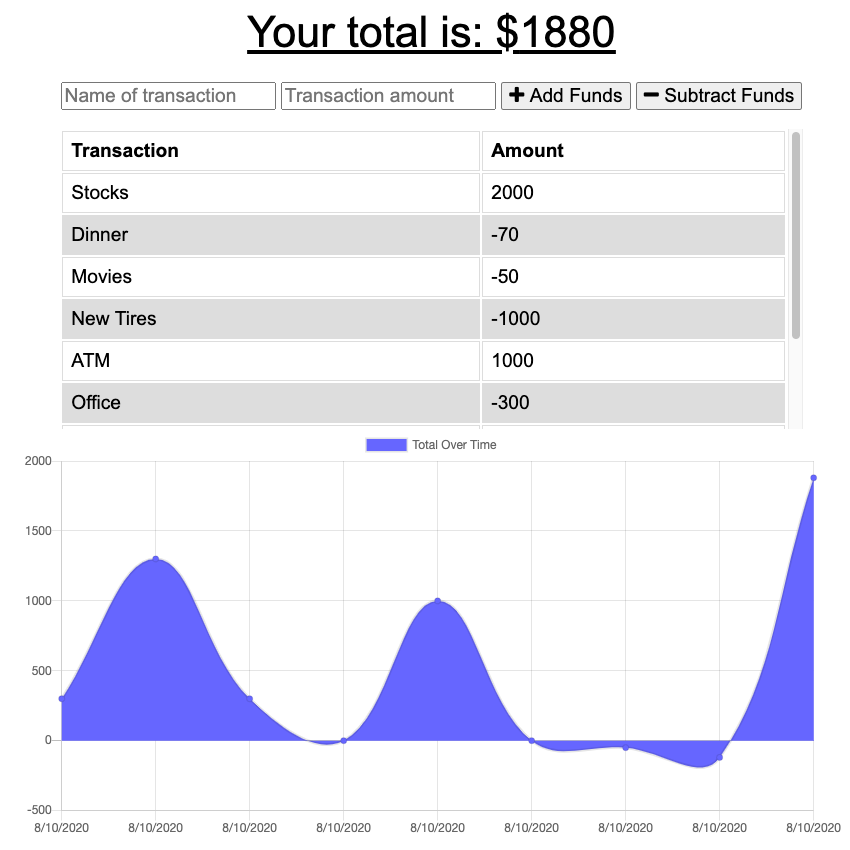 Your total is: $1880
Name of transaction Transaction amount + Add Funds − Subtract Funds
Transaction Amount
Stocks 2000
Dinner -70
Movies -50
New Tires -1000
ATM 1000
Office -300
Total Over Time
2000
1500
1000
500
0
-500
8/10/2020 8/10/2020 8/10/2020 8/10/2020 8/10/2020 8/10/2020 8/10/2020 8/10/2020 8/10/2020